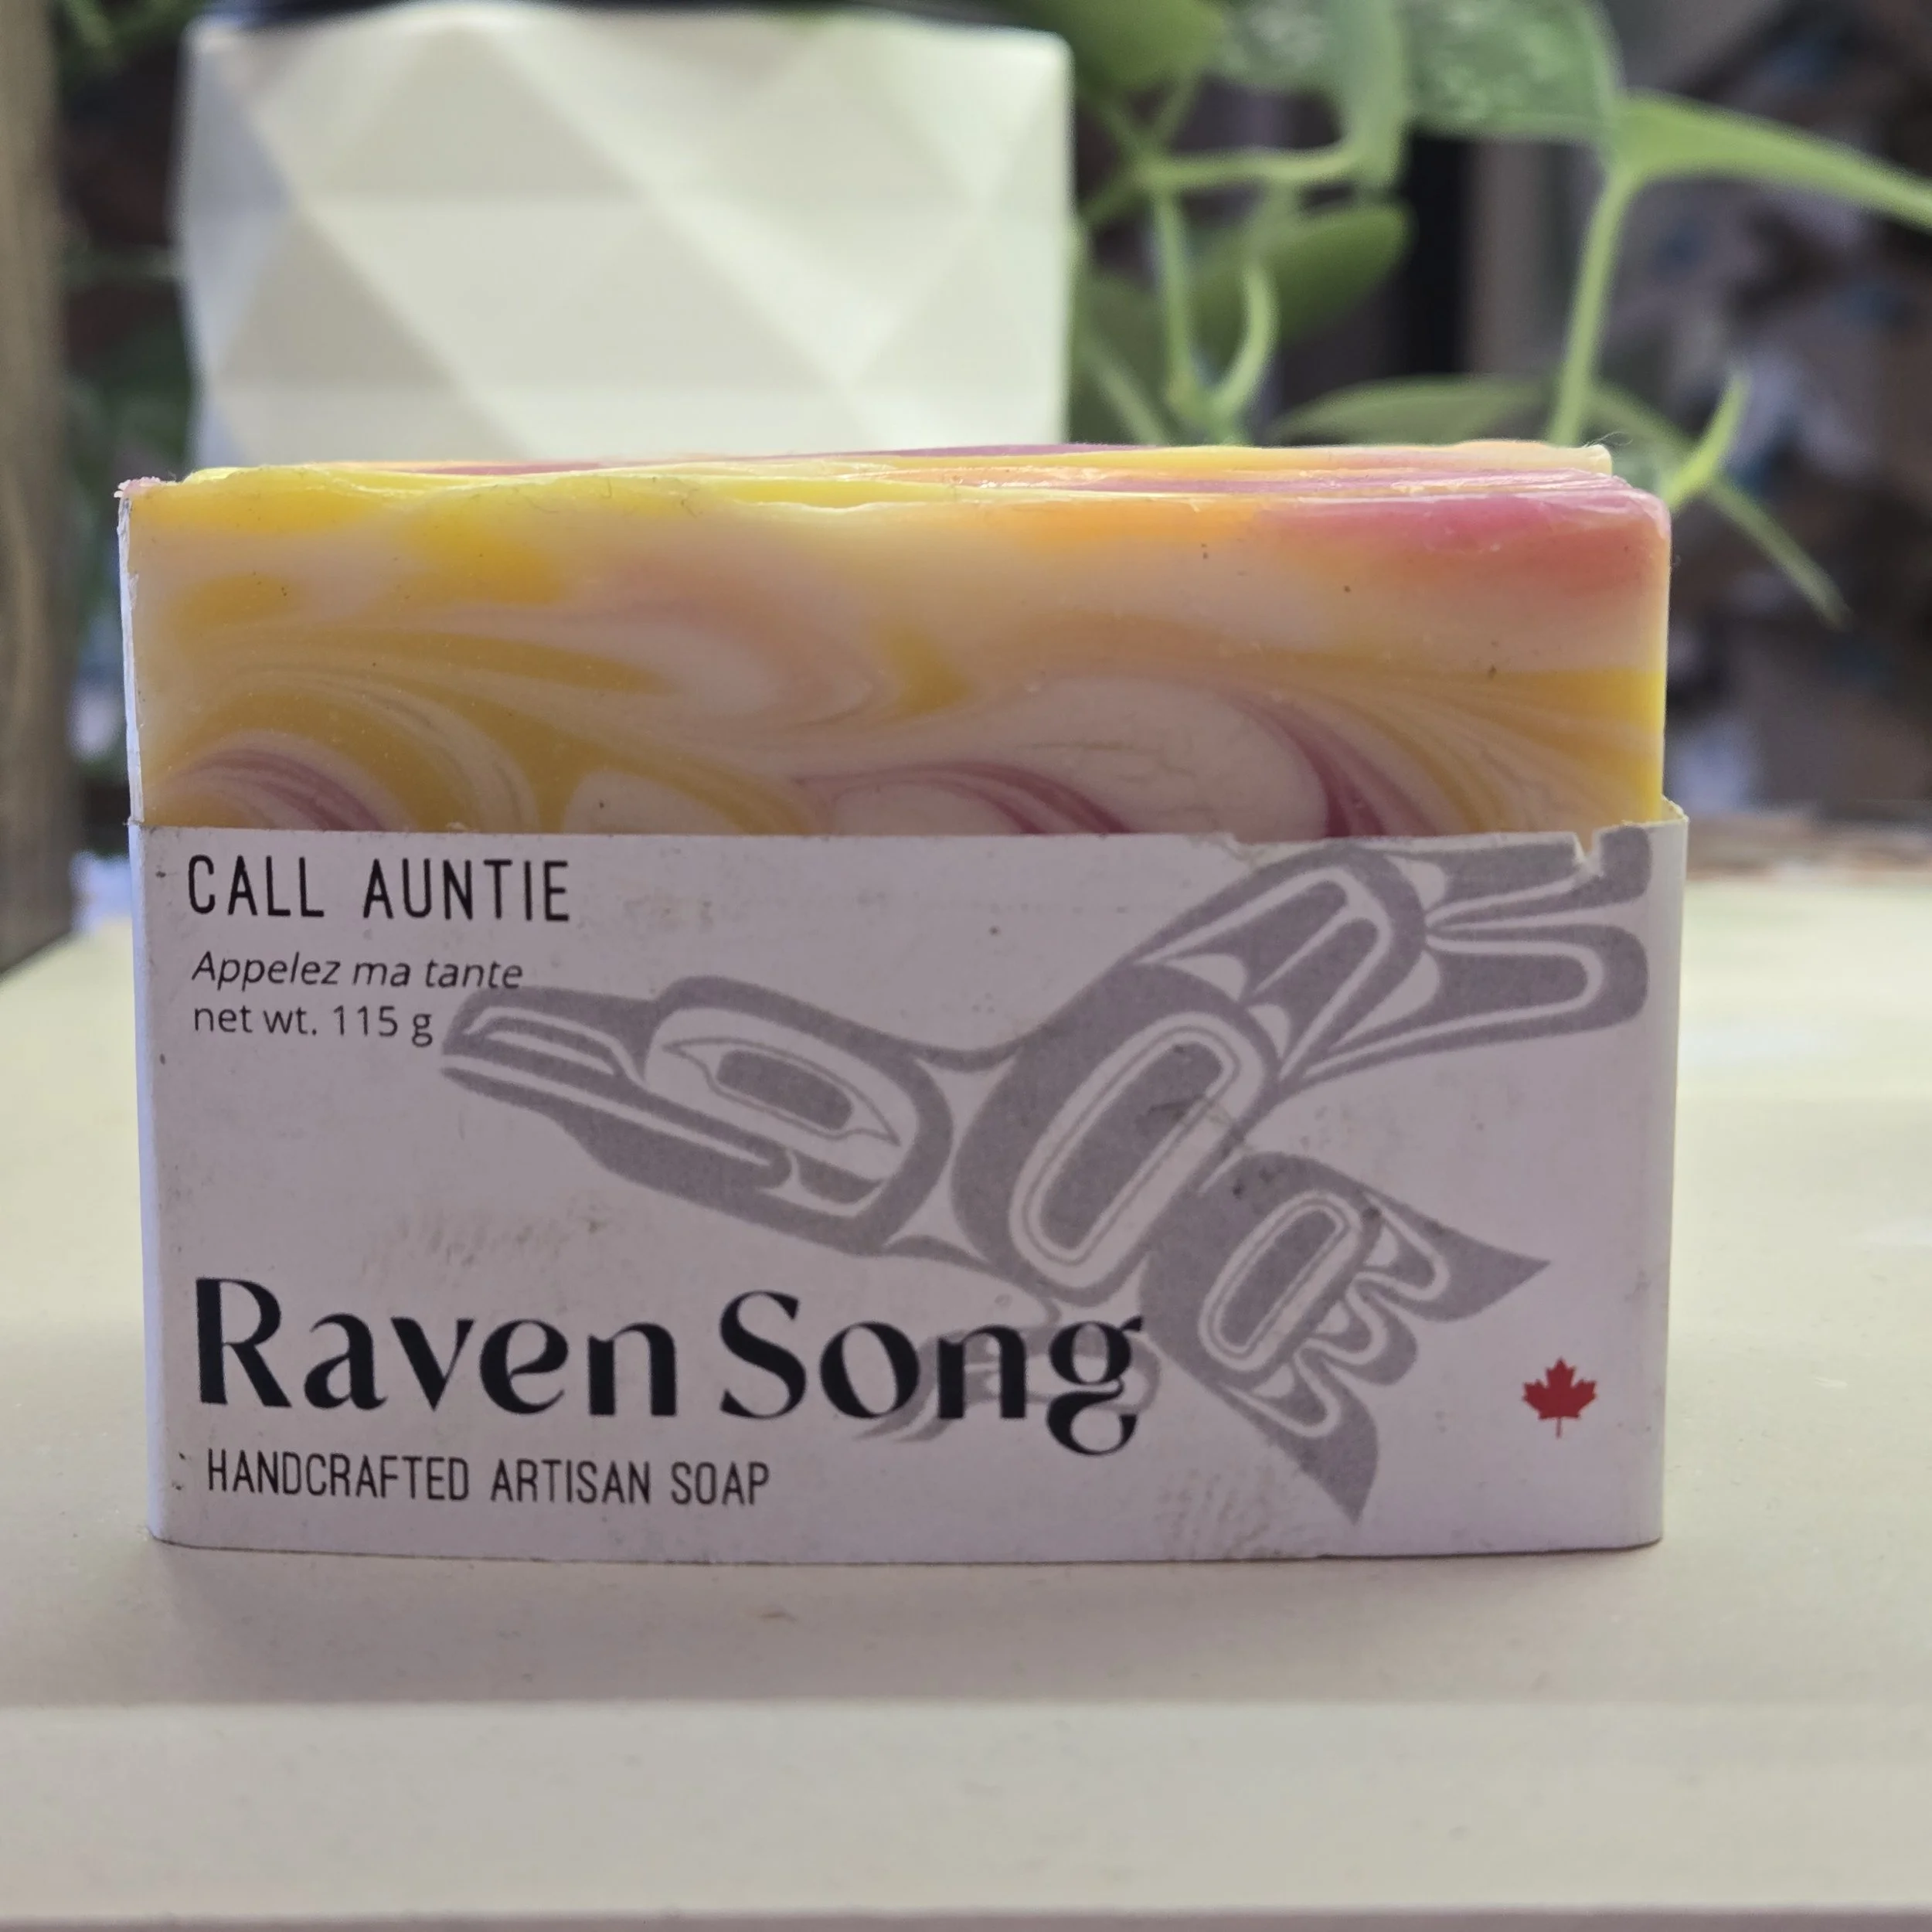 CALL AUNTIE
Appelez ma tante
net wt. 115 g
Raven Song
HANDCRAFTED ARTISAN SOAP